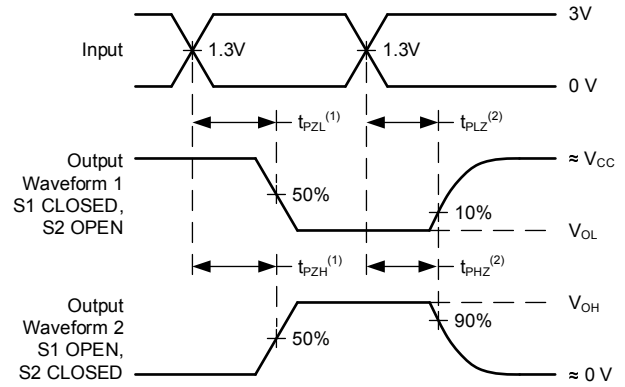 3V
Input
1.3V
1.3V
0 V
tPZL(1)
tPLZ(2)
Output
Waveform 1
S1 CLOSED,
S2 OPEN
≈ VCC
50%
10%
VOL
tPZH(1)
tPHZ(2)
Output
Waveform 2
S1 OPEN,
S2 CLOSED
VOH
90%
50%
≈ 0 V